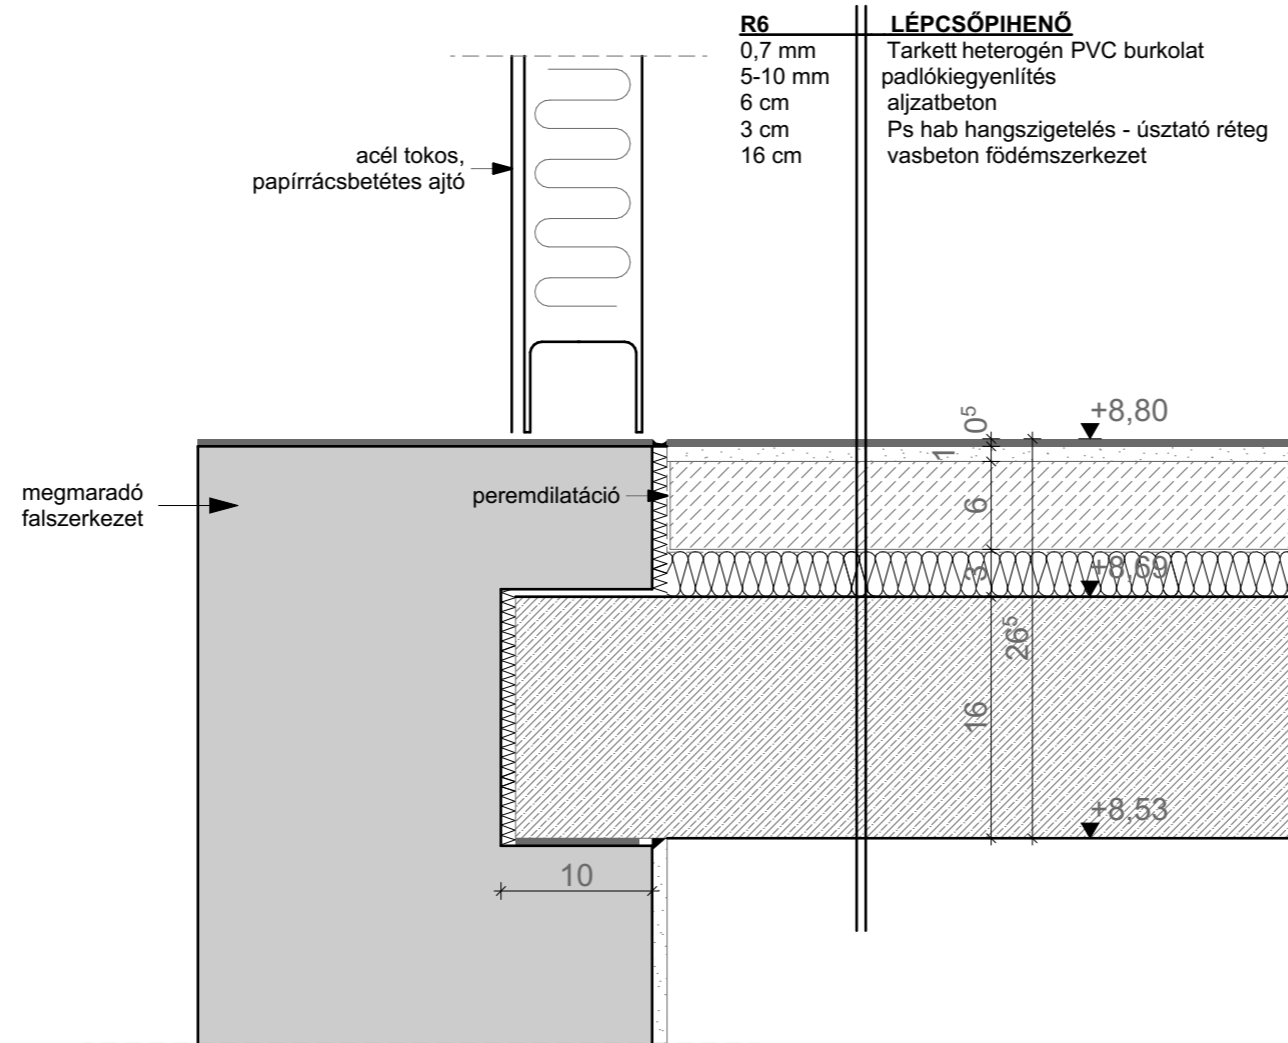 R6 LÉPCSŐPIHENŐ
0,7 mm Tarkett heterogén PVC burkolat
5-10 mm padlókiegyenlítés
6 cm aljzatbeton
3 cm Ps hab hangszigetelés - úsztató réteg
16 cm vasbeton födémszerkezet
acél tokos,
papírrácsbetétes ajtó
+8,80
0⁵
1
megmaradó
falszerkezet
peremdilatáció
6
3
+8,69
26⁵
16
+8,53
10